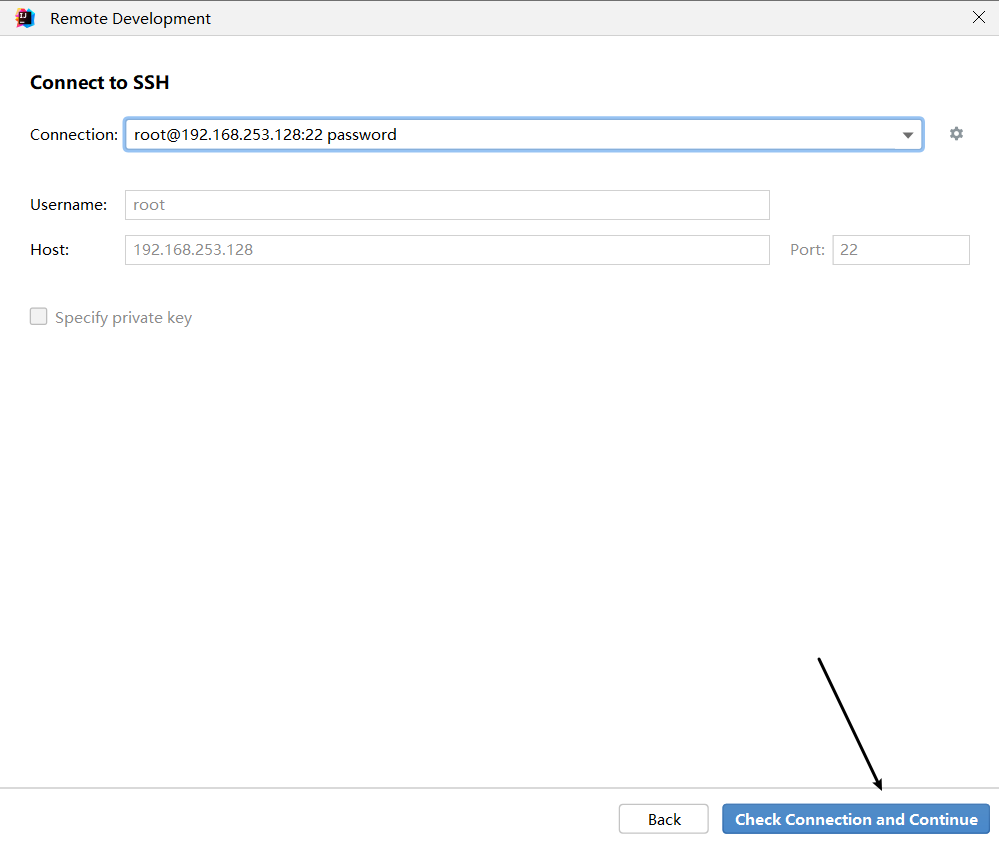 Remote Development
Connect to SSH
Connection: root@192.168.253.128:22 password
Username: root
Host: 192.168.253.128 Port: 22
Specify private key
Back Check Connection and Continue